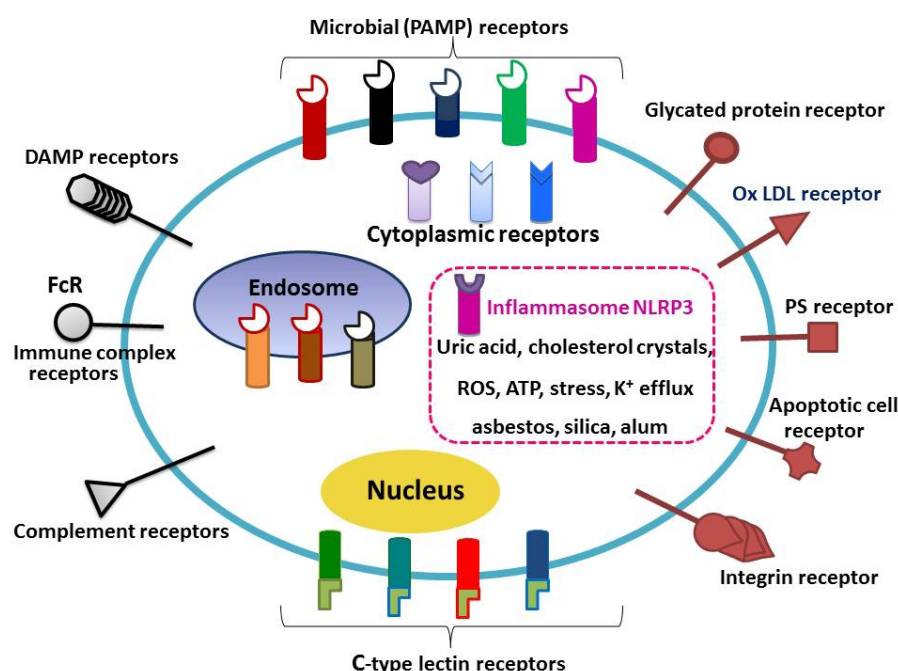 Microbial (PAMP) receptors
Glycated protein receptor
DAMP receptors
Ox LDL receptor
Cytoplasmic receptors
FcR
Endosome
Inflammasome NLRP3
PS receptor
Immune complex
receptors
Uric acid, cholesterol crystals,
ROS, ATP, stress, K⁺ efflux
asbestos, silica, alum
Apoptotic cell
receptor
Nucleus
Complement receptors
Integrin receptor
C-type lectin receptors